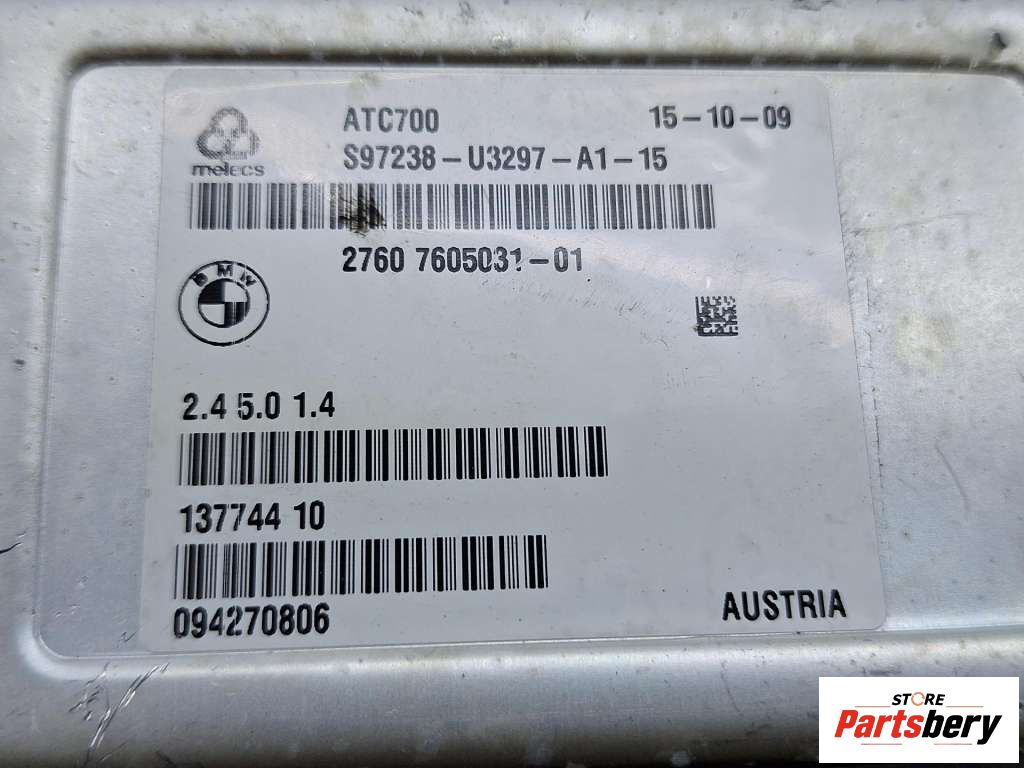 ATC700 15-10-09
S97238-U3297-A1-15
melecs
2760 7605031-01
BMW
2.4 5.0 1.4
137744 10
094270806
AUSTRIA
STORE
Partsbery